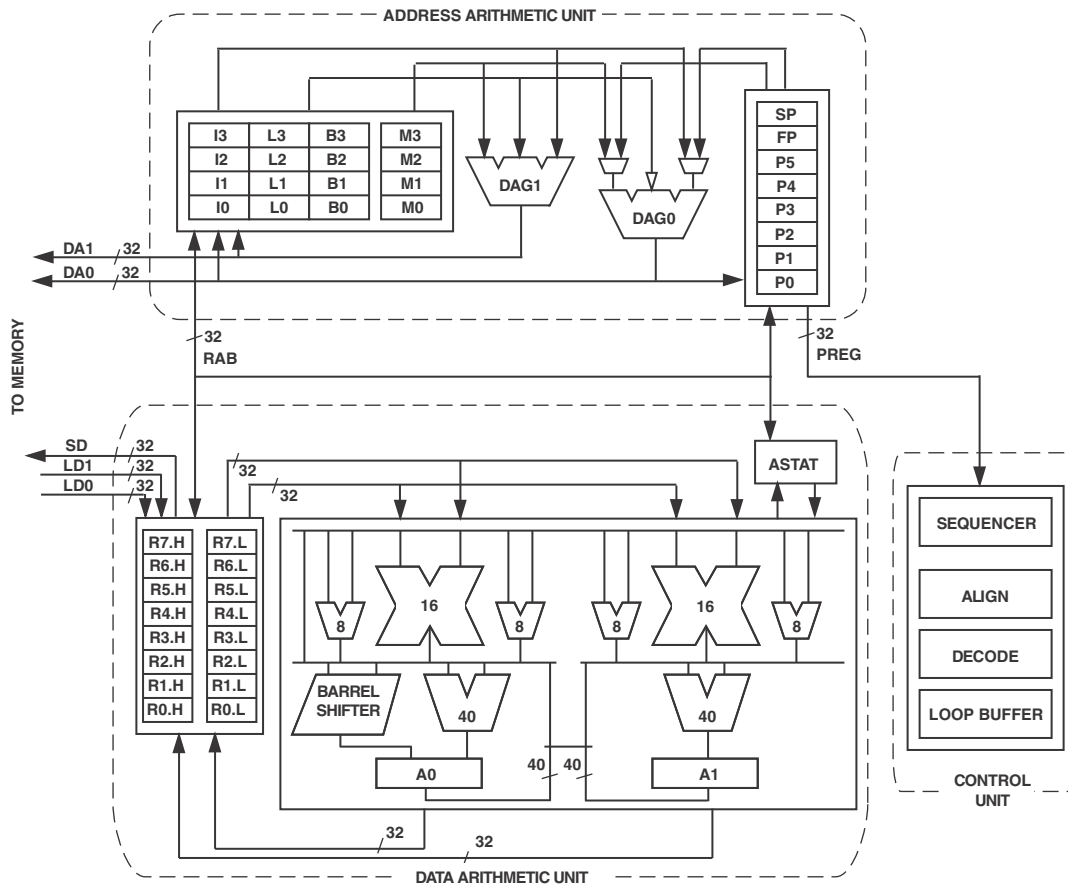 ADDRESS ARITHMETIC UNIT
SP
FP
P5
P4
P3
P2
P1
P0
I3 L3 B3 M3
I2 L2 B2 M2
I1 L1 B1 M1
I0 L0 B0 M0
DAG1
DAG0
DA1 32
DA0 32
32
RAB
32
PREG
TO MEMORY
SD 32
LD1 32
LD0 32
32
32
ASTAT
R7.H R7.L
R6.H R6.L
R5.H R5.L
R4.H R4.L
R3.H R3.L
R2.H R2.L
R1.H R1.L
R0.H R0.L
16 16
8 8 8 8
BARREL
SHIFTER
40 40
40 40
A0 A1
32
32
DATA ARITHMETIC UNIT
SEQUENCER
ALIGN
DECODE
LOOP BUFFER
CONTROL
UNIT